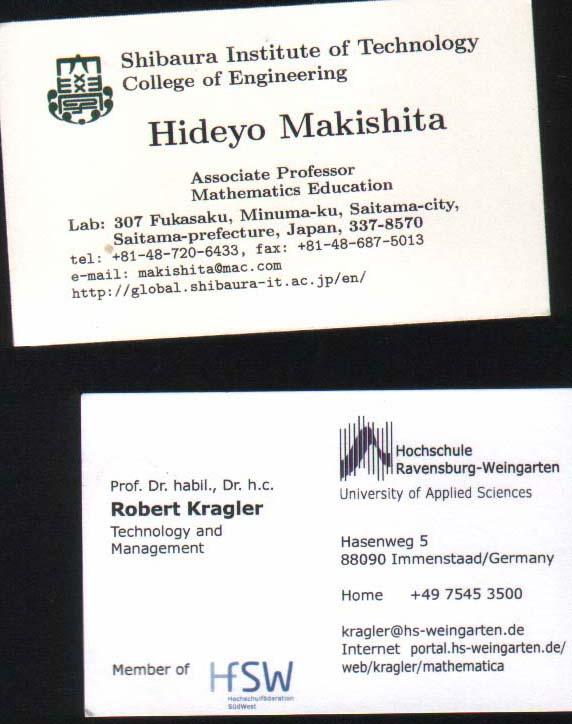 Shibaura Institute of Technology
College of Engineering
Hideyo Makishita
Associate Professor
Mathematics Education
Lab: 307 Fukasaku, Minuma-ku, Saitama-city,
Saitama-prefecture, Japan, 337-8570
tel: +81-48-720-6433, fax: +81-48-687-5013
e-mail: makishita@mac.com
http://global.shibaura-it.ac.jp/en/
Hochschule
Ravensburg-Weingarten
University of Applied Sciences
Prof. Dr. habil., Dr. h.c.
Robert Kragler
Technology and
Management
Hasenweg 5
88090 Immenstaad/Germany
Home +49 7545 3500
kragler@hs-weingarten.de
Internet portal.hs-weingarten.de/
web/kragler/mathematica
Member of HfSW
Hochschulföderation
SüdWest